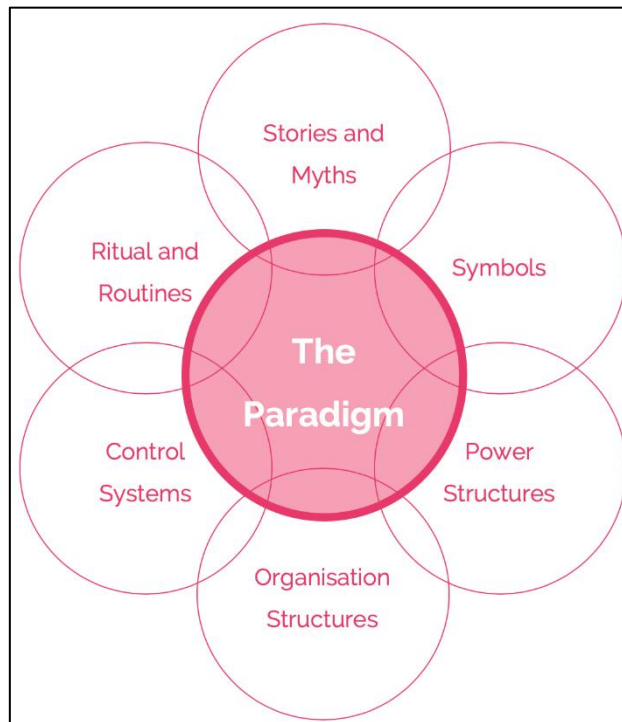 Stories and
Myths
Ritual and
Routines
Symbols
The
Paradigm
Control
Systems
Power
Structures
Organisation
Structures